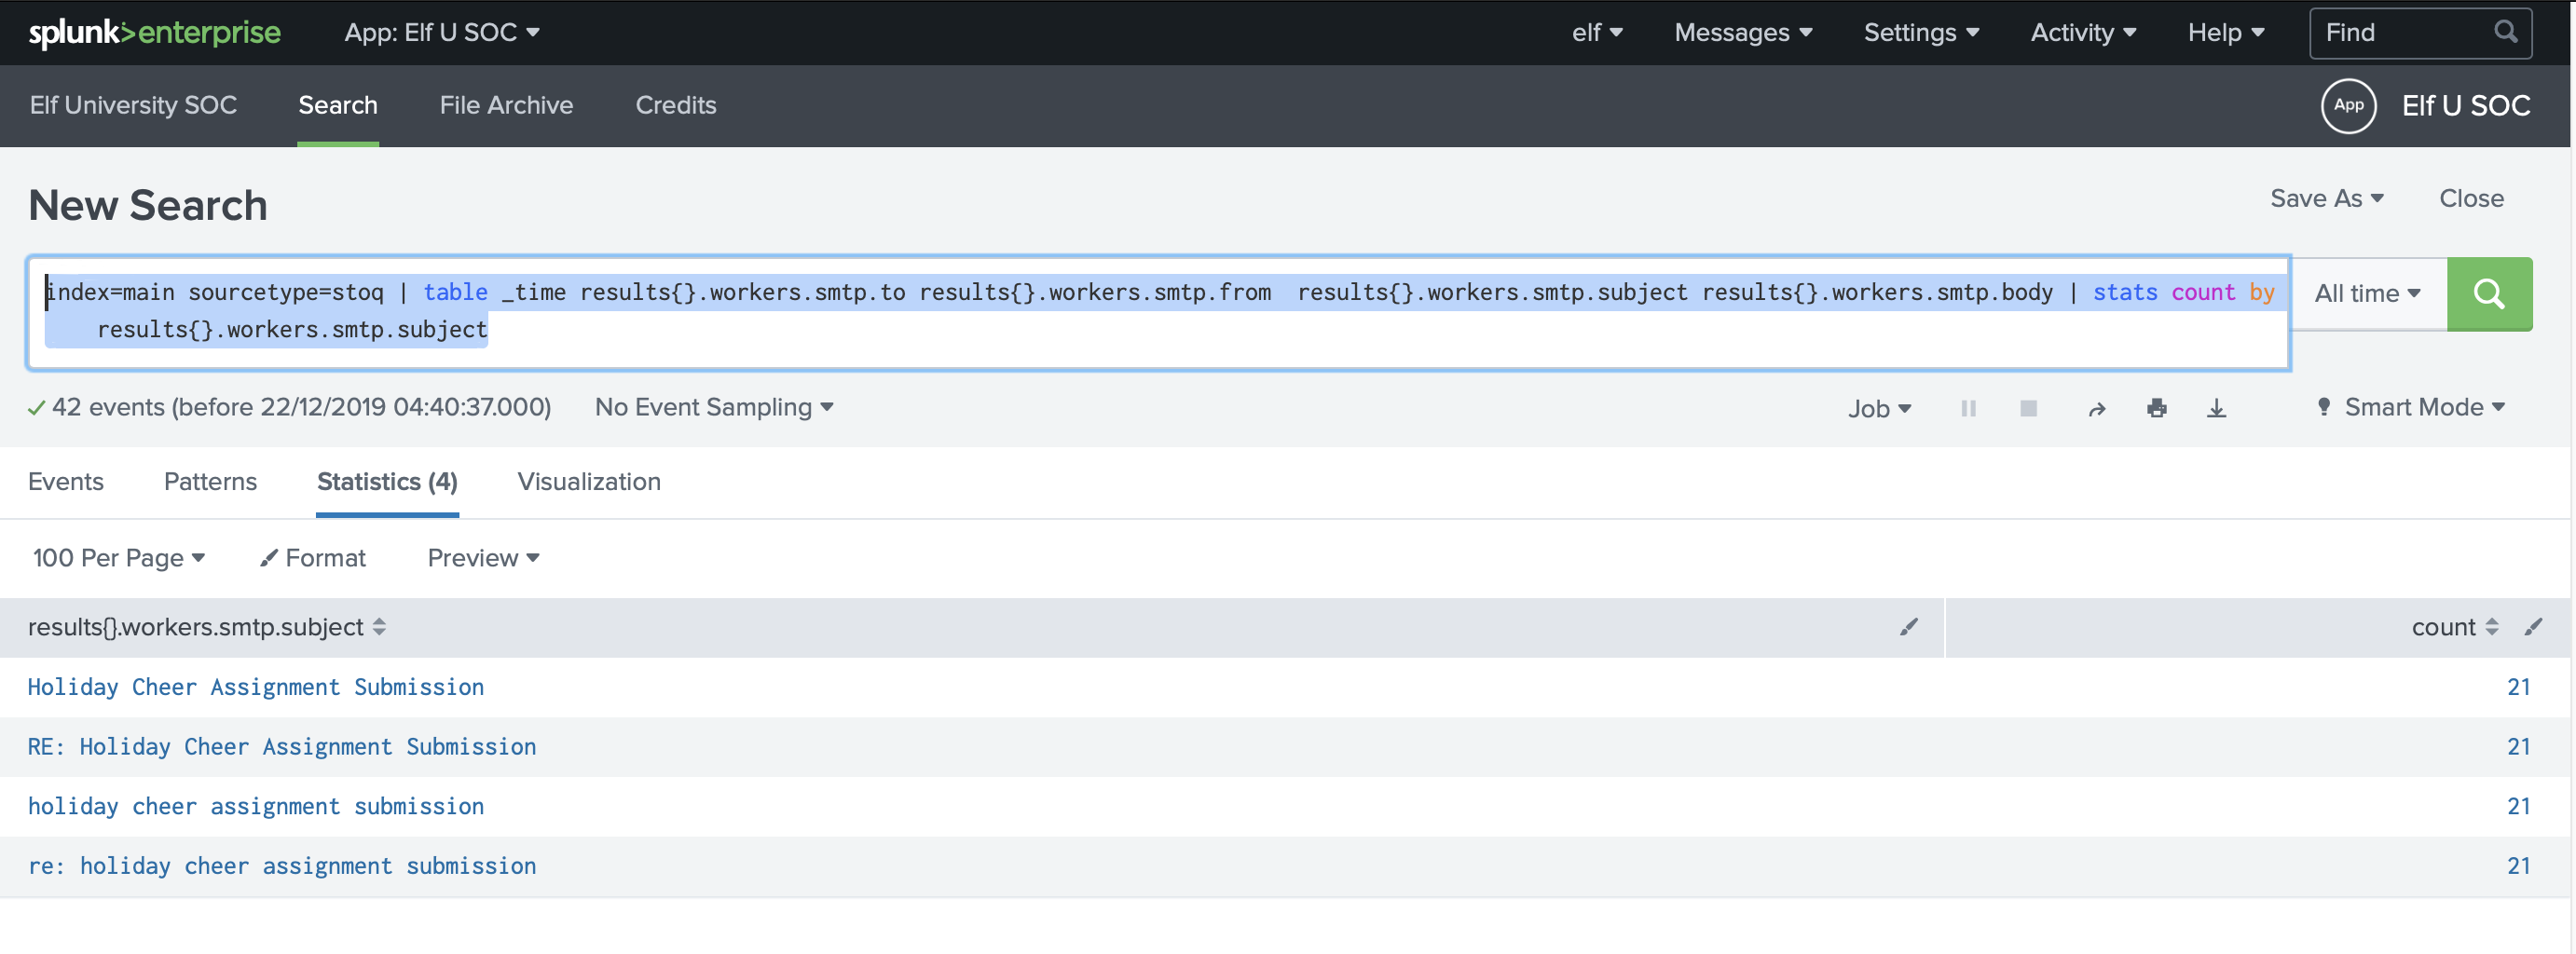 splunk>enterprise App: Elf U SOC elf Messages Settings Activity Help Find
Elf University SOC Search File Archive Credits App Elf U SOC
New Search Save As Close
index=main sourcetype=stoq | table _time results{}.workers.smtp.to results{}.workers.smtp.from  results{}.workers.smtp.subject results{}.workers.smtp.body | stats count by All time
results{}.workers.smtp.subject
42 events (before 22/12/2019 04:40:37.000) No Event Sampling Job Smart Mode
Events Patterns Statistics (4) Visualization
100 Per Page Format Preview
results{}.workers.smtp.subject count
Holiday Cheer Assignment Submission 21
RE: Holiday Cheer Assignment Submission 21
holiday cheer assignment submission 21
re: holiday cheer assignment submission 21